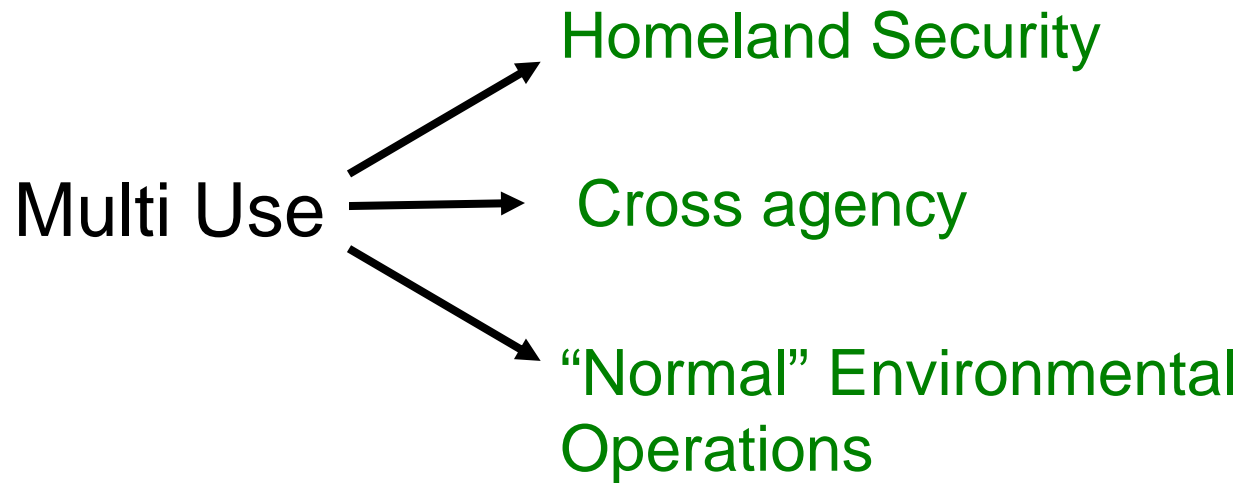 Homeland Security
Multi Use
Cross agency
“Normal” Environmental
Operations